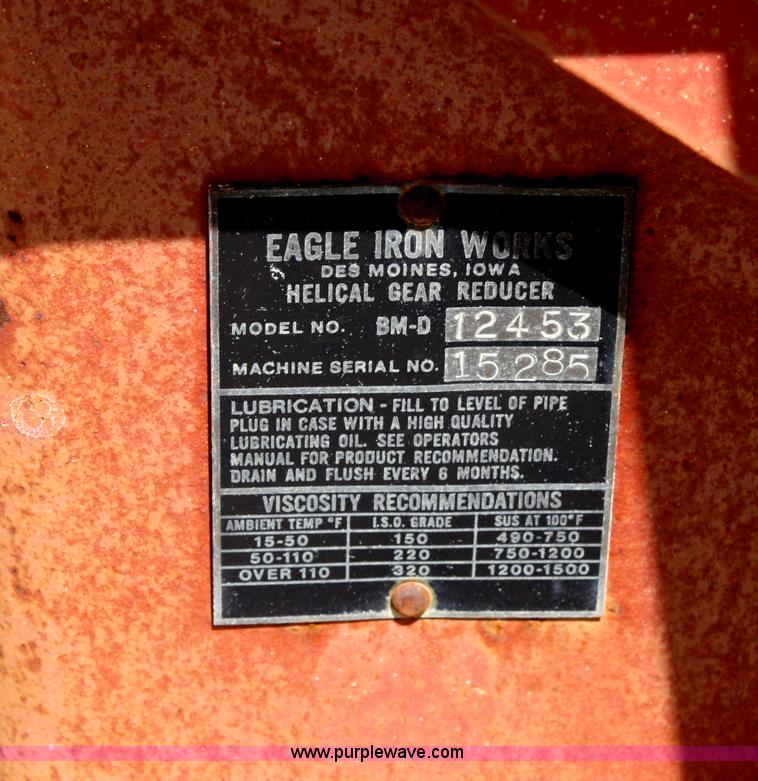 EAGLE IRON WORKS
DES MOINES, IOWA
HELICAL GEAR REDUCER
MODEL NO. BM-D 12453
MACHINE SERIAL NO. 15285
LUBRICATION - FILL TO LEVEL OF PIPE
PLUG IN CASE WITH A HIGH QUALITY
LUBRICATING OIL. SEE OPERATORS
MANUAL FOR PRODUCT RECOMMENDATION.
DRAIN AND FLUSH EVERY 6 MONTHS.
VISCOSITY RECOMMENDATIONS
AMBIENT TEMP °F I.S.O. GRADE SUS AT 100°F
15-50 150 490-750
50-110 220 750-1200
OVER 110 320 1200-1500
www.purplewave.com